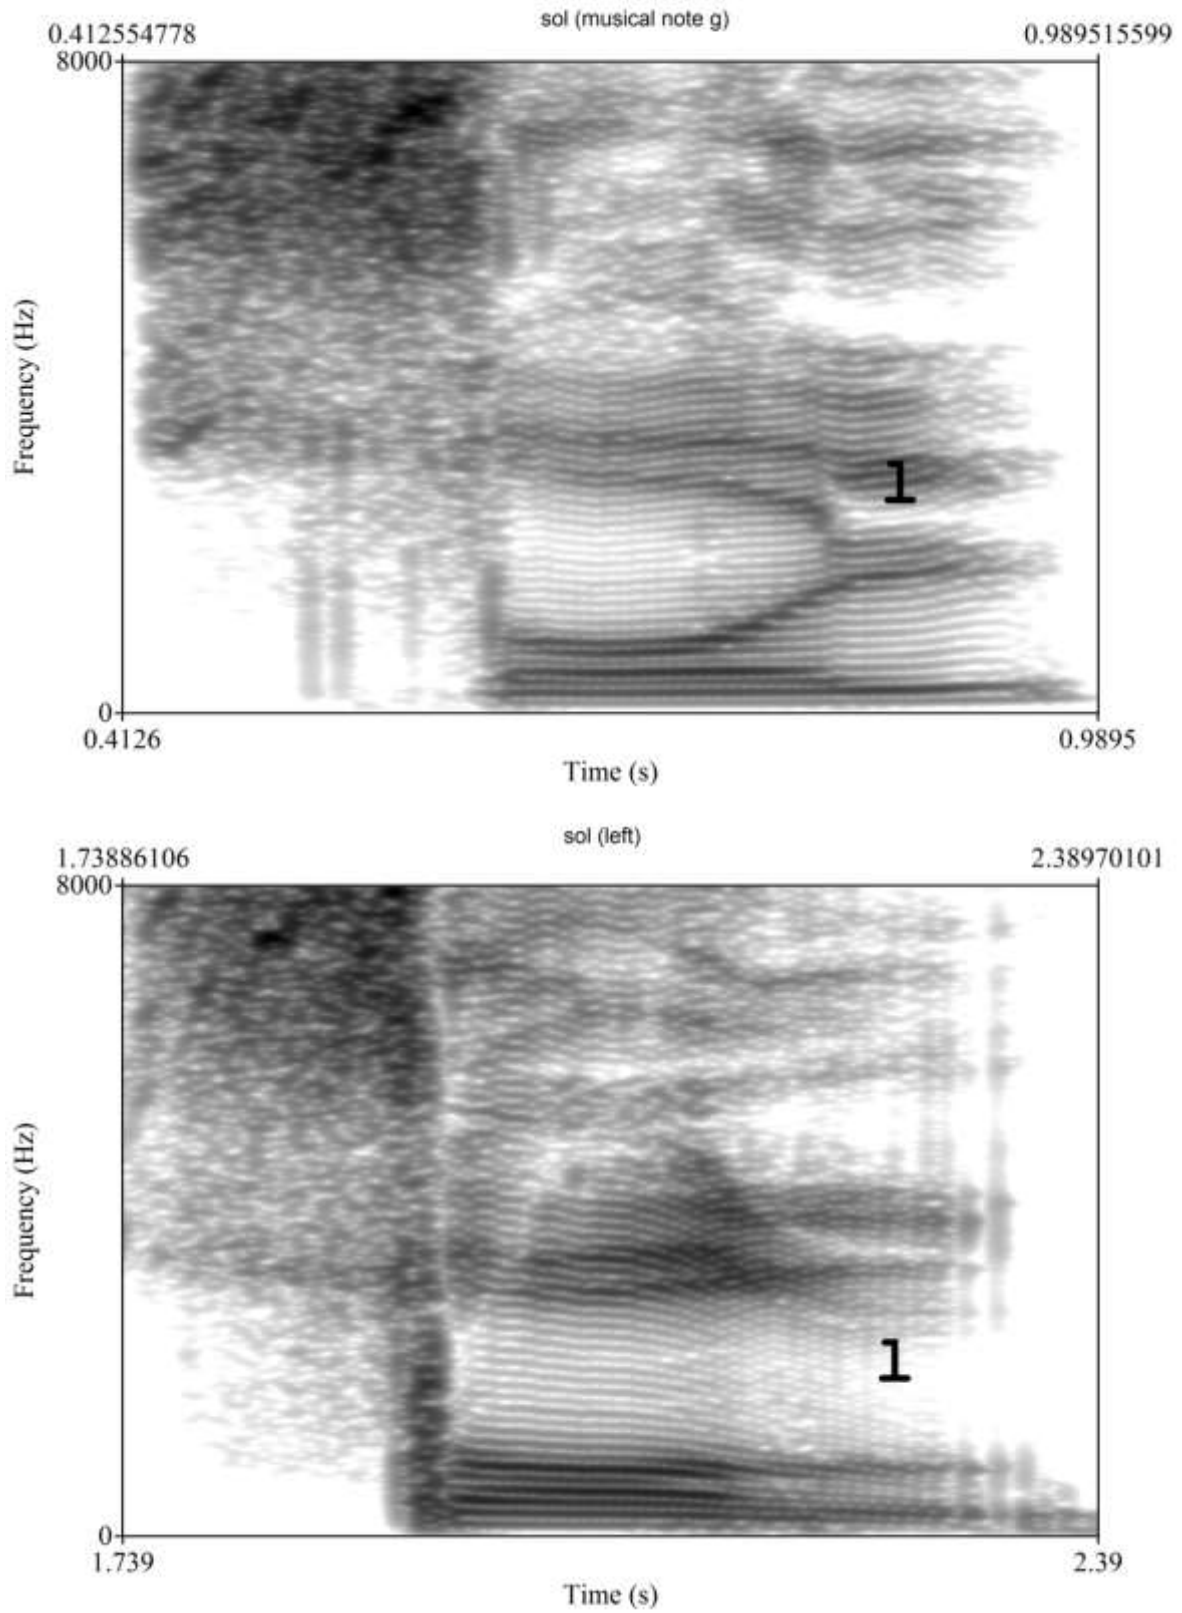 sol (musical note g)
0.412554778 0.989515599
8000
Frequency (Hz)
l
0
0.4126 0.9895
Time (s)
sol (left)
1.73886106 2.38970101
8000
Frequency (Hz)
l
0
1.739 2.39
Time (s)